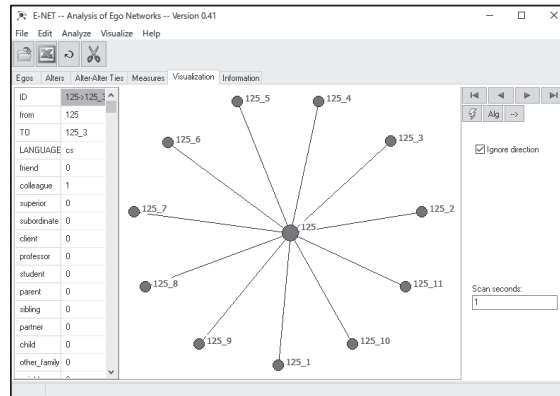 E-NET -- Analysis of Ego Networks -- Version 0.41
File Edit Analyze Visualize Help
Egos Alters Alter-Alter Ties Measures Visualization Information
ID 125->125_3
from 125
TO 125_3
LANGUAGE cs
friend 0
colleague 1
superior 0
subordinate 0
client 0
professor 0
student 0
parent 0
sibling 0
partner 0
child 0
other_family 0
125_5
125_4
125_6
125_3
125_7
125_2
125
125_8
125_11
125_9
125_10
125_1
Alg -->
Ignore direction
Scan seconds:
1